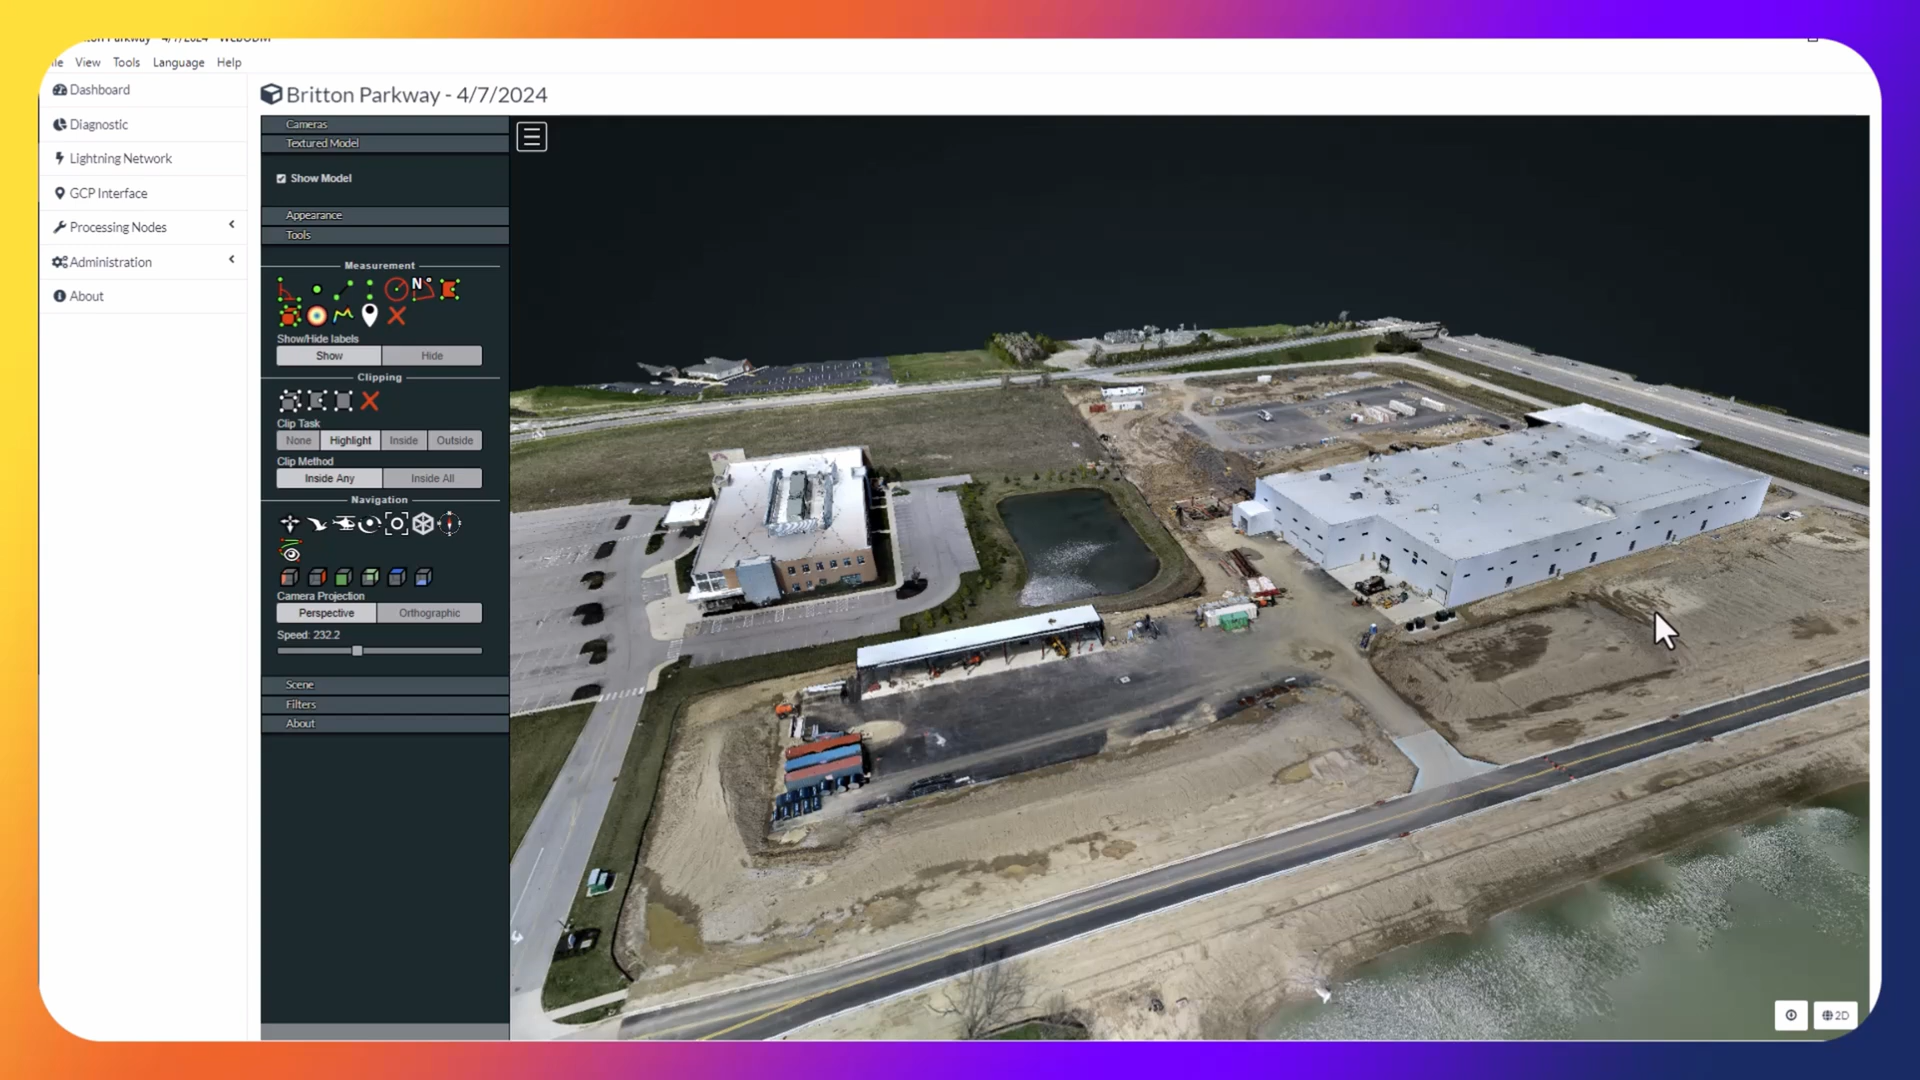 View Tools Language Help
Dashboard
Diagnostic
Lightning Network
GCP Interface
Processing Nodes
Administration
About
Britton Parkway - 4/7/2024
Cameras
Textured Model
Show Model
Appearance
Tools
Measurement
N
Show/Hide labels
Show Hide
Clipping
Clip Task
None Highlight Inside Outside
Clip Method
Inside Any Inside All
Navigation
Camera Projection
Perspective Orthographic
Speed: 232.2
Scene
Filters
About
2D